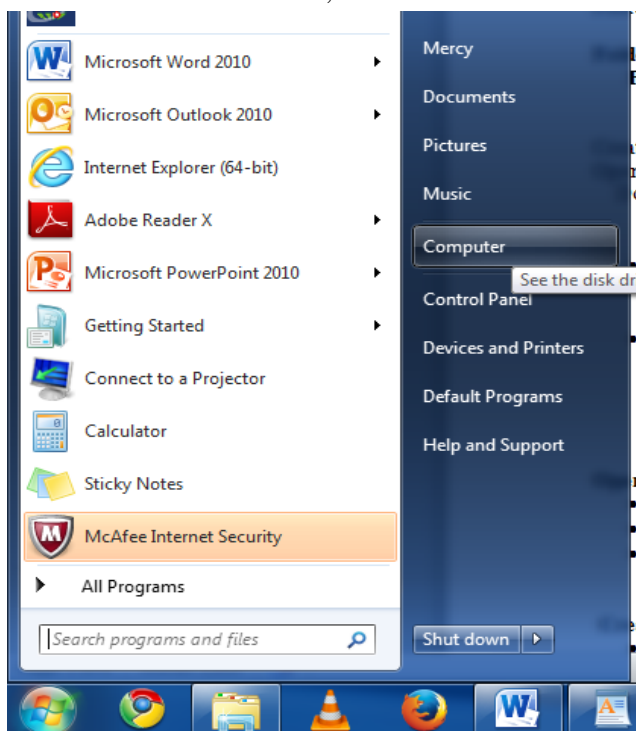 Microsoft Word 2010
Microsoft Outlook 2010
Internet Explorer (64-bit)
Adobe Reader X
Microsoft PowerPoint 2010
Getting Started
Connect to a Projector
Calculator
Sticky Notes
McAfee Internet Security
All Programs
Search programs and files
Mercy
Documents
Pictures
Music
Computer
See the disk dr
Control Panel
Devices and Printers
Default Programs
Help and Support
Shut down